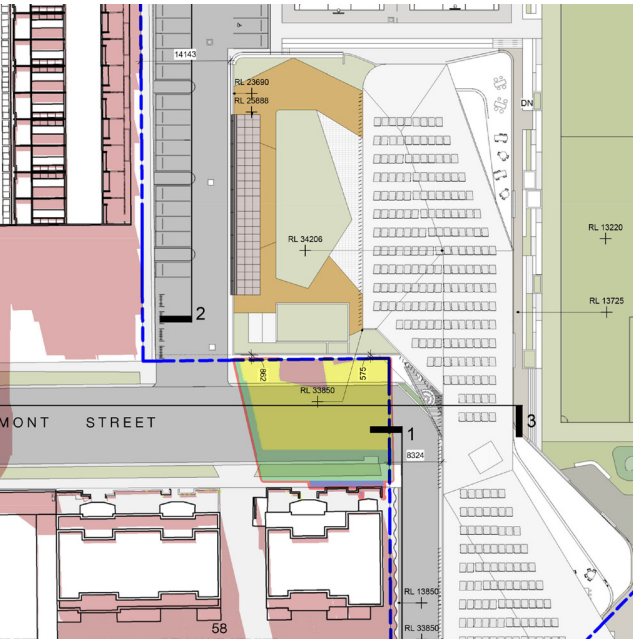 14143
RL 23690
RL 25888
DN
RL 13220
RL 34206
RL 13725
2
862
575
RL 33850
MONT STREET
1
3
8324
RL 13850
58
RL 33850